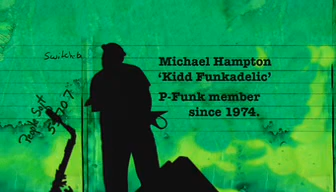 Michael Hampton
‘Kidd Funkadelic’
P-Funk member
since 1974.